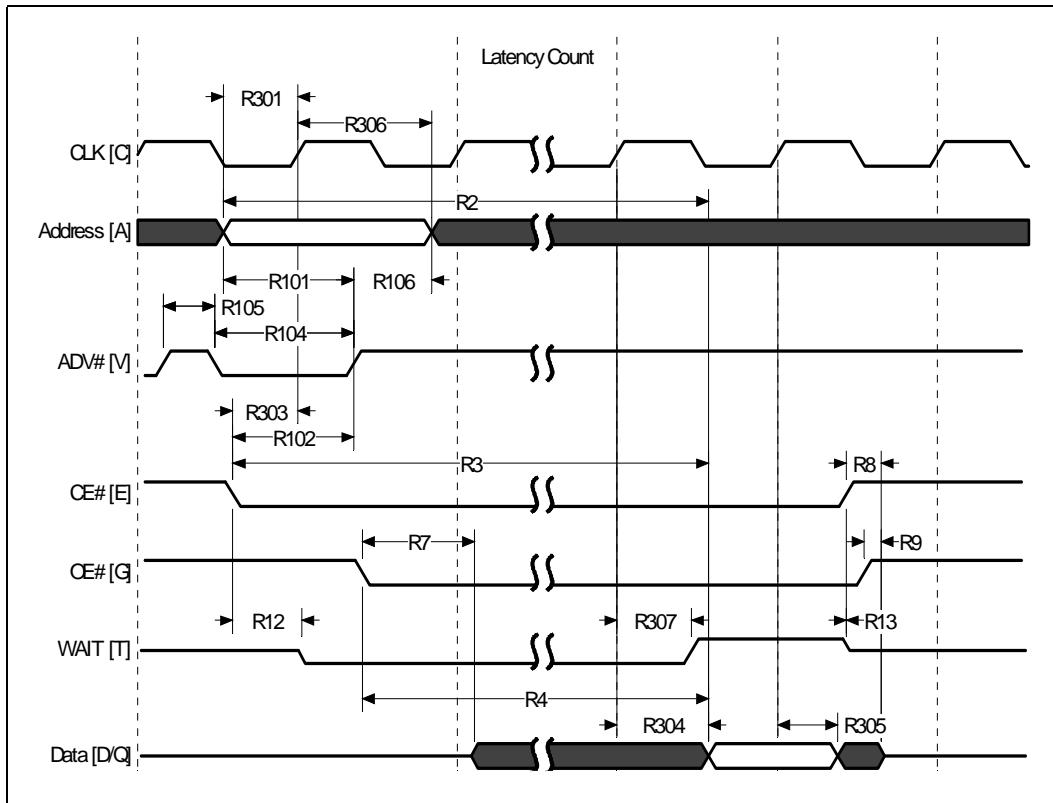 Latency Count
R301
R306
CLK [C]
R2
Address [A]
R101
R106
R105
R104
ADV# [V]
R303
R102
R3
R8
CE# [E]
R7
R9
CE# [G]
R12
R307
R13
WAIT [T]
R4
R304
R305
Data [D/Q]